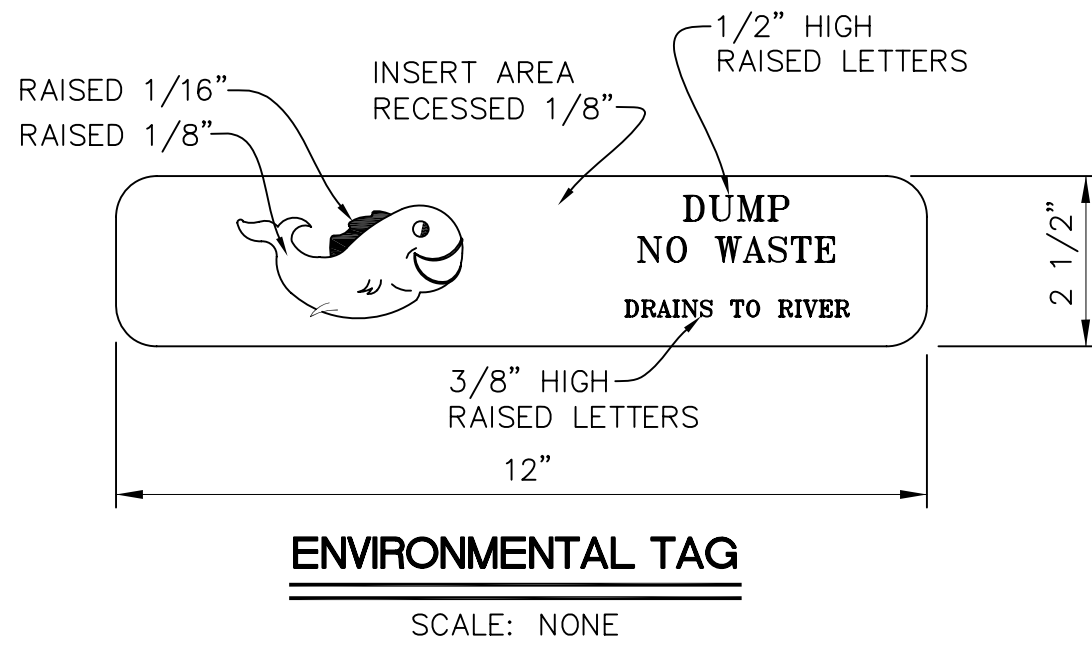 1/2” HIGH
RAISED LETTERS
INSERT AREA
RECESSED 1/8”
RAISED 1/16”
RAISED 1/8”
DUMP
NO WASTE
DRAINS TO RIVER
2 1/2”
3/8” HIGH
RAISED LETTERS
12”
ENVIRONMENTAL TAG
SCALE: NONE